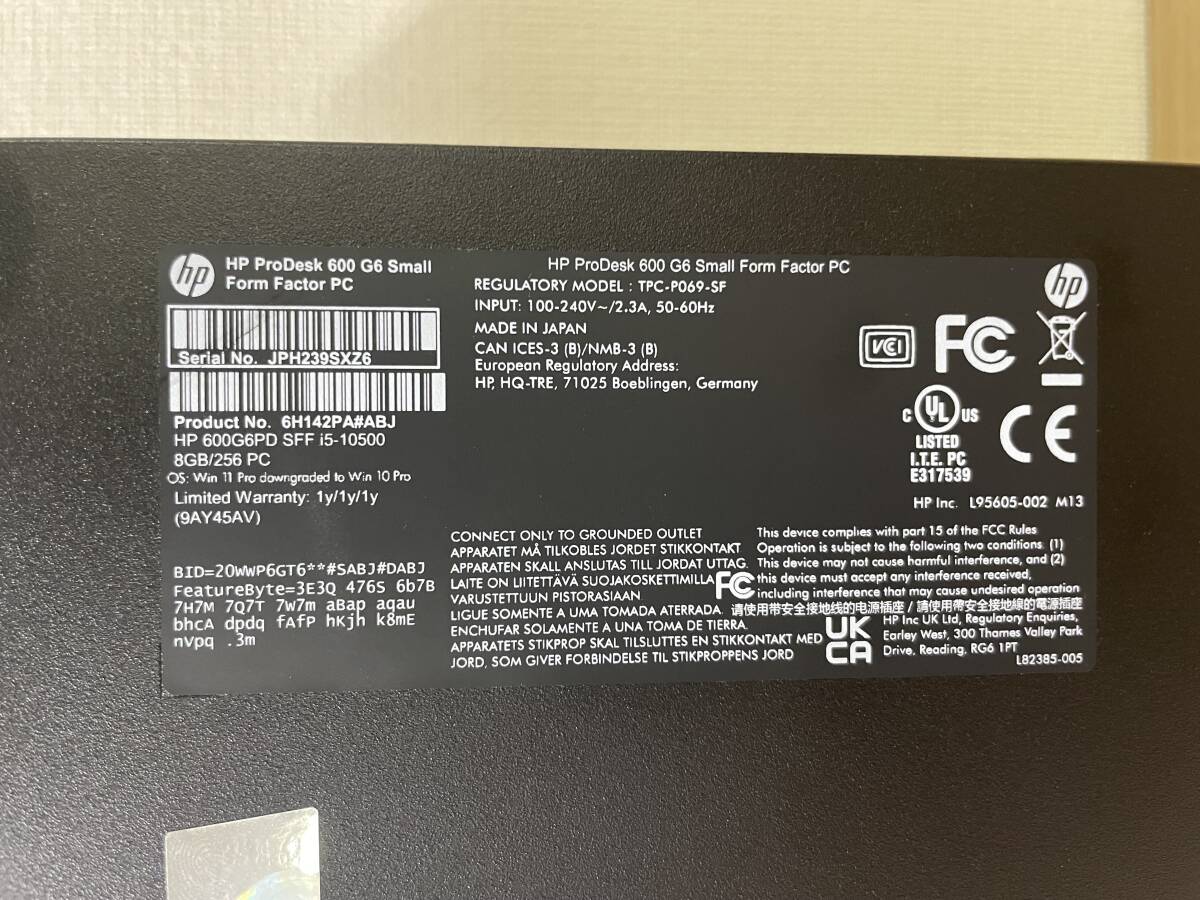 hp
HP ProDesk 600 G6 Small
Form Factor PC
Serial No. JPH239SXZ6
Product No. 6H142PA#ABJ
HP 600G6PD SFF i5-10500
8GB/256 PC
OS: Win 11 Pro downgraded to Win 10 Pro
Limited Warranty: 1y/1y/1y
(9AY45AV)
BID=20WWP6GT6**#SABJ#DABJ
FeatureByte=3E3Q 476S 6b7B
7H7M 7Q7T 7W7m aBap aqau
bhcA dpdq fAfP hKjh k8mE
nVpq .3m
HP ProDesk 600 G6 Small Form Factor PC
REGULATORY MODEL : TPC-P069-SF
INPUT: 100-240V~/2.3A, 50-60Hz
MADE IN JAPAN
CAN ICES-3 (B)/NMB-3 (B)
European Regulatory Address:
HP, HQ-TRE, 71025 Boeblingen, Germany
hp
VCI
FC
C UL US
LISTED
I.T.E. PC
E317539
CE
HP Inc. L95605-002 M13
CONNECT ONLY TO GROUNDED OUTLET
APPARATET MÅ TILKOBLES JORDET STIKKONTAKT
APPARATEN SKALL ANSLUTAS TILL JORDAT UTTAG.
LAITE ON LIITETTÄVÄ SUOJAKOSKETTIMILLA
VARUSTETTUUN PISTORASIAAN
LIGUE SOMENTE A UMA TOMADA ATERRADA. 请使用带安全接地线的电源插座 / 請使用帶安全接地線的電源插座
ENCHUFAR SOLAMENTE A UNA TOMA DE TIERRA.
APPARATETS STIKPROP SKAL TILSLUTTES EN STIKKONTAKT MED
JORD, SOM GIVER FORBINDELSE TIL STIKPROPPENS JORD
FC
This device complies with part 15 of the FCC Rules
Operation is subject to the following two conditions. (1)
This device may not cause harmful interference, and (2)
this device must accept any interference received,
including interference that may cause undesired operation
UK
CA
HP Inc UK Ltd, Regulatory Enquiries,
Earley West, 300 Thames Valley Park
Drive, Reading, RG6 1PT
L82385-005